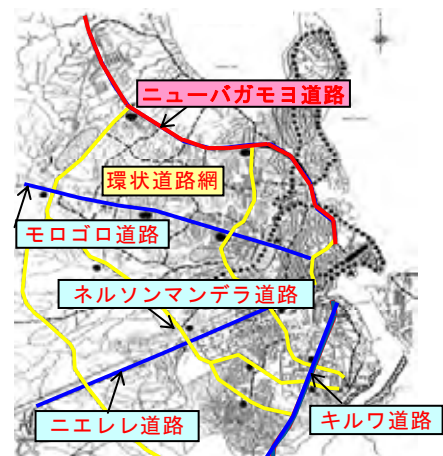 ニューバガモヨ道路
環状道路網
モロゴロ道路
ネルソンマンデラ道路
ニエレレ道路
キルワ道路